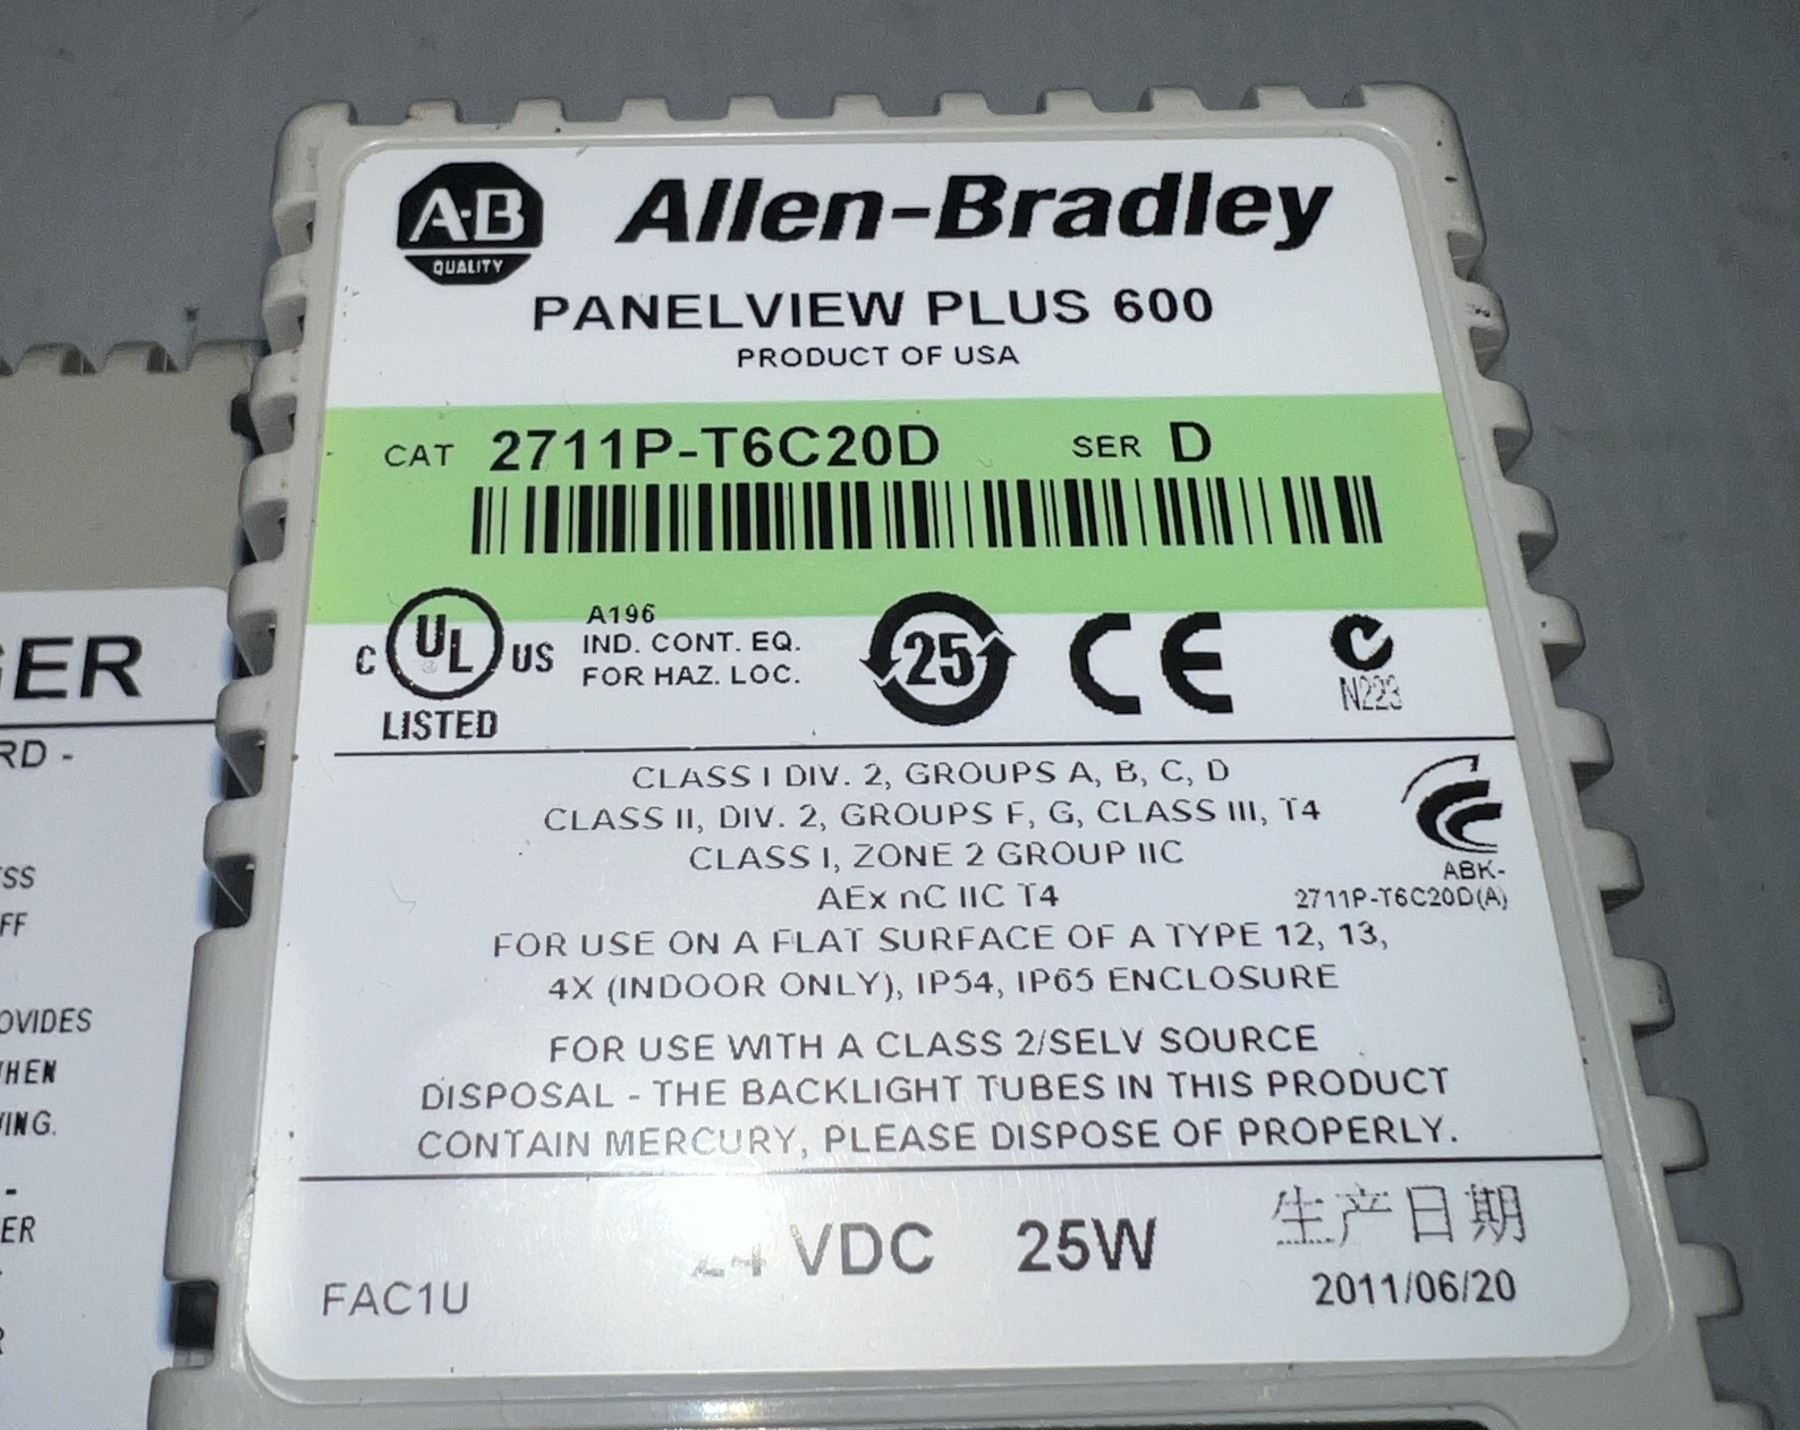 A-B
QUALITY
Allen-Bradley
PANELVIEW PLUS 600
PRODUCT OF USA
CAT 2711P-T6C20D SER D
C UL US
LISTED
A196
IND. CONT. EQ.
FOR HAZ. LOC.
25
CE
N223
CLASS I DIV. 2, GROUPS A, B, C, D
CLASS II, DIV. 2, GROUPS F, G, CLASS III, T4
CLASS I, ZONE 2 GROUP IIC
AEx nC IIC T4
ABK-
2711P-T6C20D(A)
FOR USE ON A FLAT SURFACE OF A TYPE 12, 13,
4X (INDOOR ONLY), IP54, IP65 ENCLOSURE
FOR USE WITH A CLASS 2/SELV SOURCE
DISPOSAL - THE BACKLIGHT TUBES IN THIS PRODUCT
CONTAIN MERCURY, PLEASE DISPOSE OF PROPERLY.
FAC1U
24 VDC 25W
生产日期
2011/06/20
ER
-
FF
HEN
ER